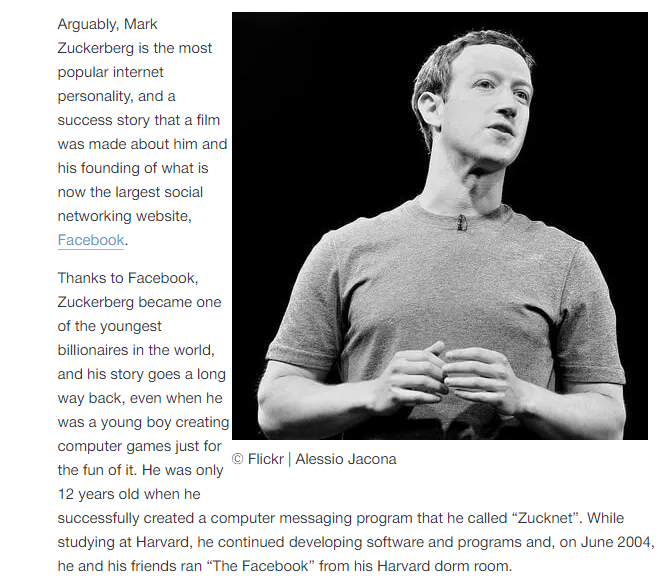 Arguably, Mark
Zuckerberg is the most
popular internet
personality, and a
success story that a film
was made about him and
his founding of what is
now the largest social
networking website,
Facebook.
Thanks to Facebook,
Zuckerberg became one
of the youngest
billionaires in the world,
and his story goes a long
way back, even when he
was a young boy creating
computer games just for
the fun of it. He was only
12 years old when he
successfully created a computer messaging program that he called “Zucknet”. While
studying at Harvard, he continued developing software and programs and, on June 2004,
he and his friends ran “The Facebook” from his Harvard dorm room.
© Flickr | Alessio Jacona